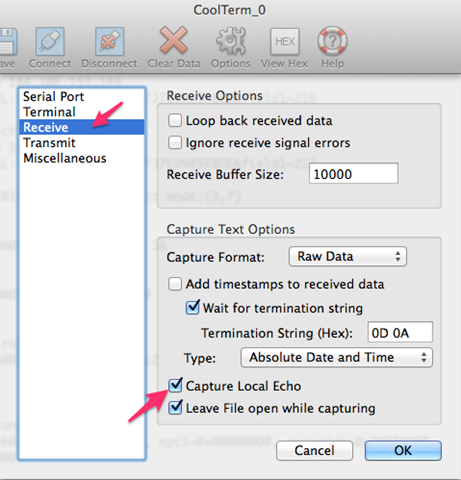 CoolTerm_0
ave Connect Disconnect Clear Data Options View Hex Help
HEX
Serial Port
Terminal
Receive
Transmit
Miscellaneous
Receive Options
Loop back received data
Ignore receive signal errors
Receive Buffer Size: 10000
Capture Text Options
Capture Format: Raw Data
Add timestamps to received data
Wait for termination string
Termination String (Hex): 0D 0A
Type: Absolute Date and Time
Capture Local Echo
Leave File open while capturing
Cancel OK